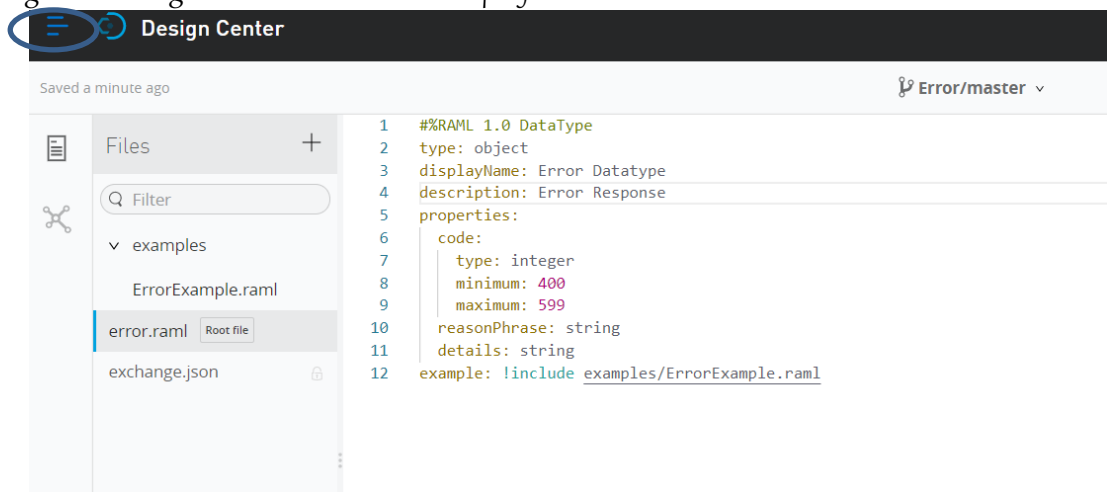 Design Center
Saved a minute ago
Error/master
Files
Filter
examples
ErrorExample.raml
error.raml Root file
exchange.json
1 #%RAML 1.0 DataType
2 type: object
3 displayName: Error Datatype
4 description: Error Response
5 properties:
6 code:
7 type: integer
8 minimum: 400
9 maximum: 599
10 reasonPhrase: string
11 details: string
12 example: !include examples/ErrorExample.raml